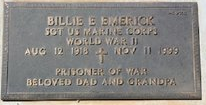 BILLIE E EMERICK
SGT US MARINE CORPS
WORLD WAR II
AUG 12 1918 NOV 11 1999
PRISONER OF WAR
BELOVED DAD AND GRANDPA